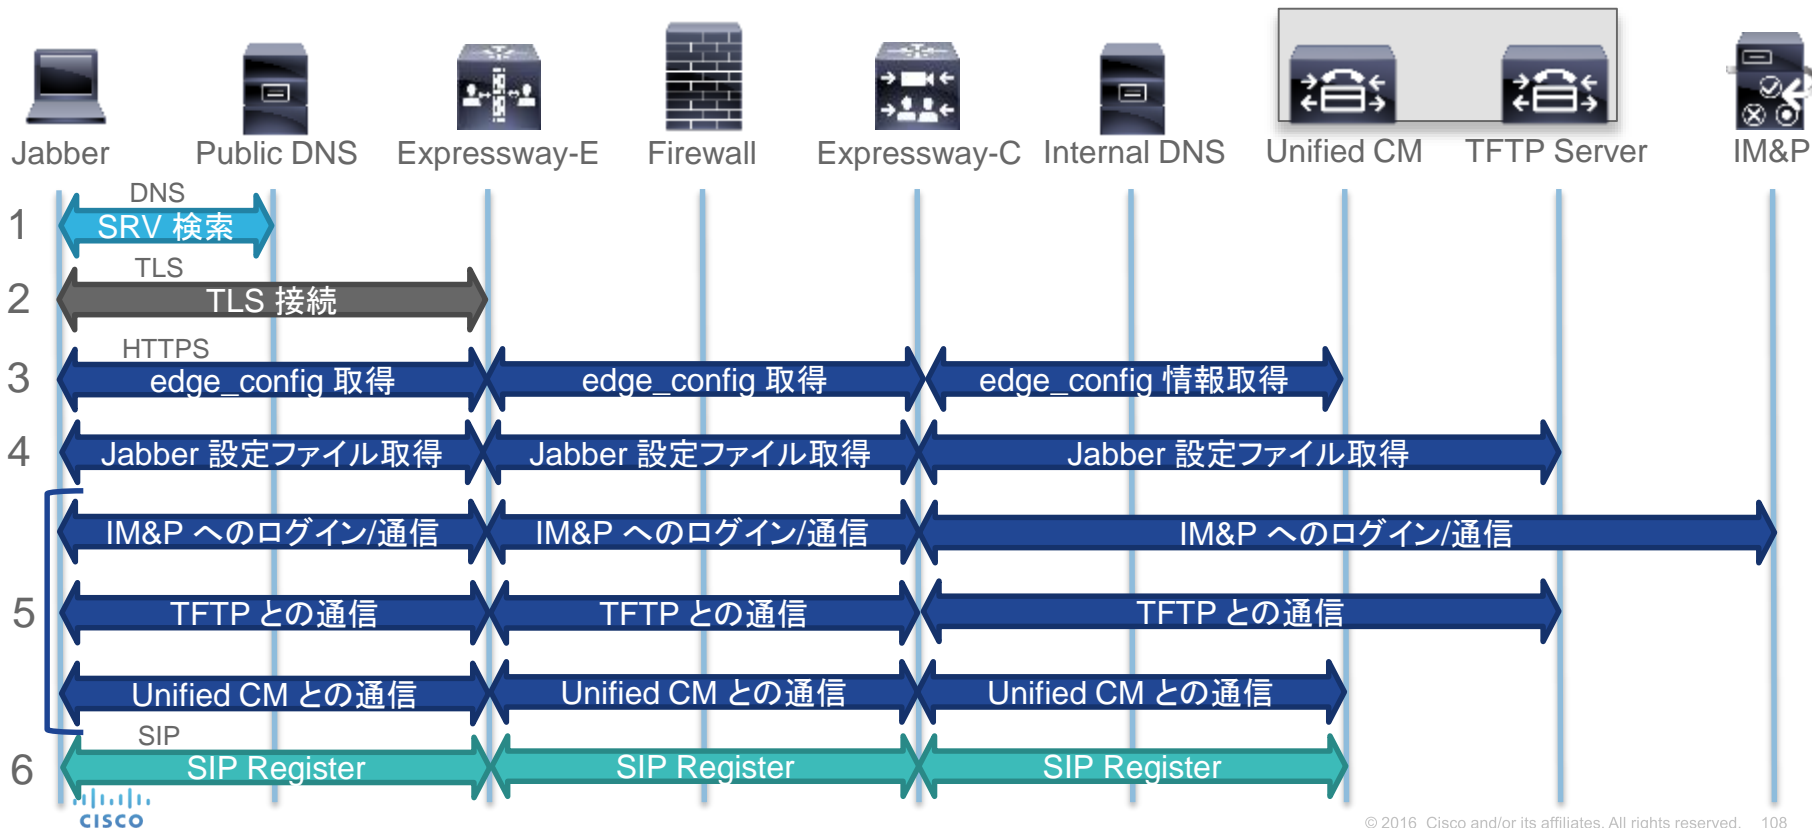 Jabber
Public DNS
Expressway-E
Firewall
Expressway-C
Internal DNS
Unified CM
TFTP Server
IM&P
DNS
1
SRV 検索
TLS
2
TLS 接続
HTTPS
3
edge_config 取得
edge_config 取得
edge_config 情報取得
4
Jabber 設定ファイル取得
Jabber 設定ファイル取得
Jabber 設定ファイル取得
IM&P へのログイン/通信
IM&P へのログイン/通信
IM&P へのログイン/通信
5
TFTP との通信
TFTP との通信
TFTP との通信
Unified CM との通信
Unified CM との通信
Unified CM との通信
SIP
6
SIP Register
SIP Register
SIP Register
CISCO
© 2016 Cisco and/or its affiliates. All rights reserved. 108